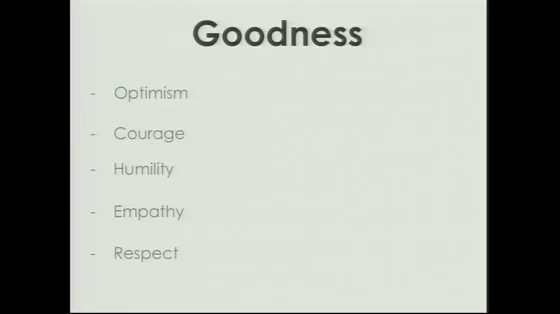 Goodness
- Optimism
- Courage
- Humility
- Empathy
- Respect